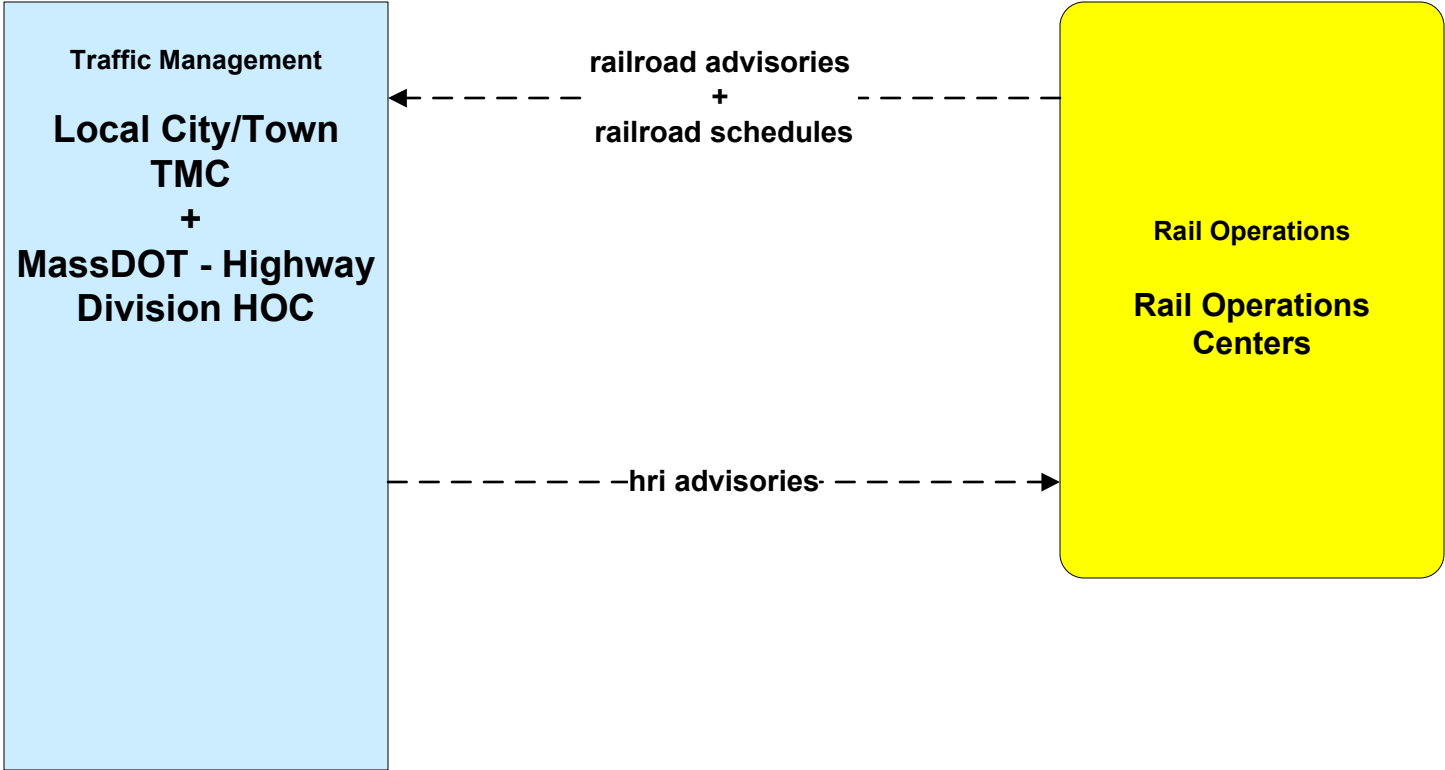 Traffic Management
Local City/Town
TMC
+
MassDOT - Highway
Division HOC
railroad advisories
+
railroad schedules
hri advisories
Rail Operations
Rail Operations
Centers